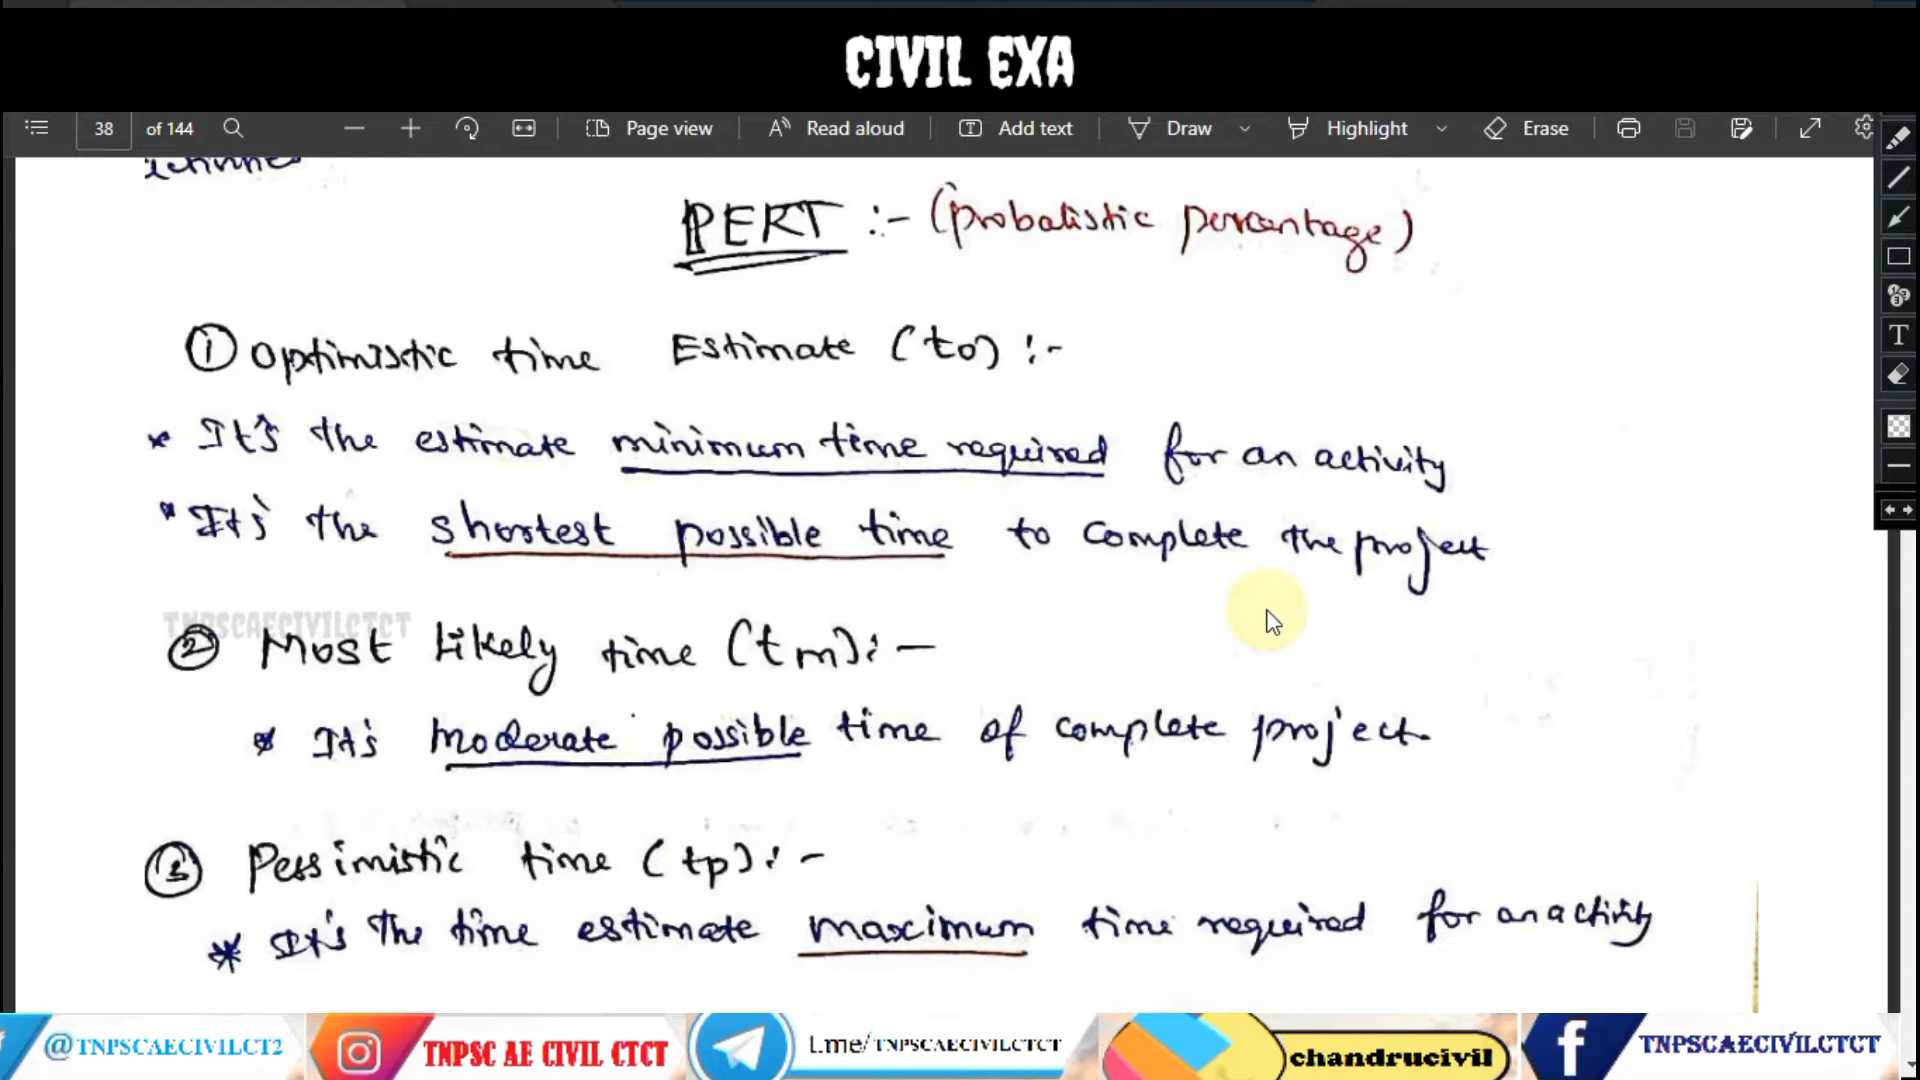 CIVIL EXA
38 of 144 Page view Read aloud Add text Draw Highlight Erase
PERT :- (probalistic percentage)
① Optimistic time Estimate (to) :-
* It's the estimate minimum time required for an activity
* It's the shortest possible time to complete the project
TNPSCAECIVILCTCT
② Most likely time (tm) :-
* It's moderate possible time of complete project.
③ Pessimistic time (tp) :-
* It's the time estimate maximum time required for an activity
@TNPSCAECIVILCT2 TNPSC AE CIVIL CTCT t.me/TNPSCAECIVILCTCT chandrucivil TNPSCAECIVILCTCT